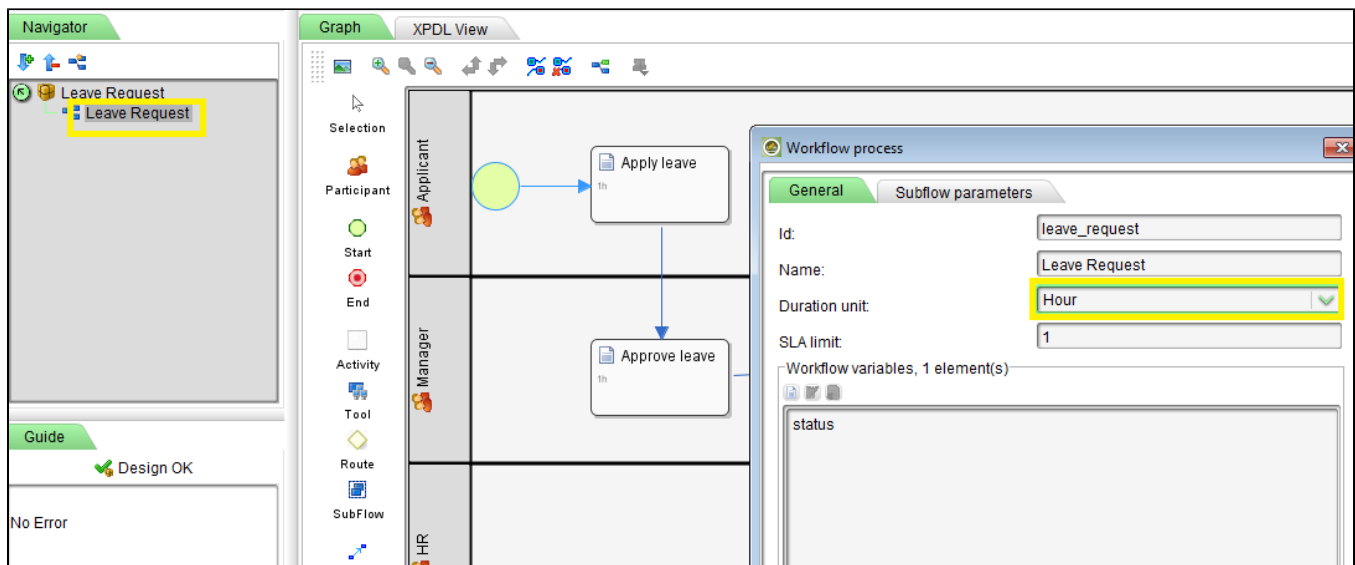 Navigator
Leave Request
Leave Request
Guide
Design OK
No Error
Graph
XPDL View
Selection
Participant
Start
End
Activity
Tool
Route
SubFlow
Applicant
Manager
HR
Apply leave
1h
Approve leave
1h
Workflow process
General
Subflow parameters
Id:
leave_request
Name:
Leave Request
Duration unit:
Hour
SLA limit:
1
Workflow variables, 1 element(s)
status